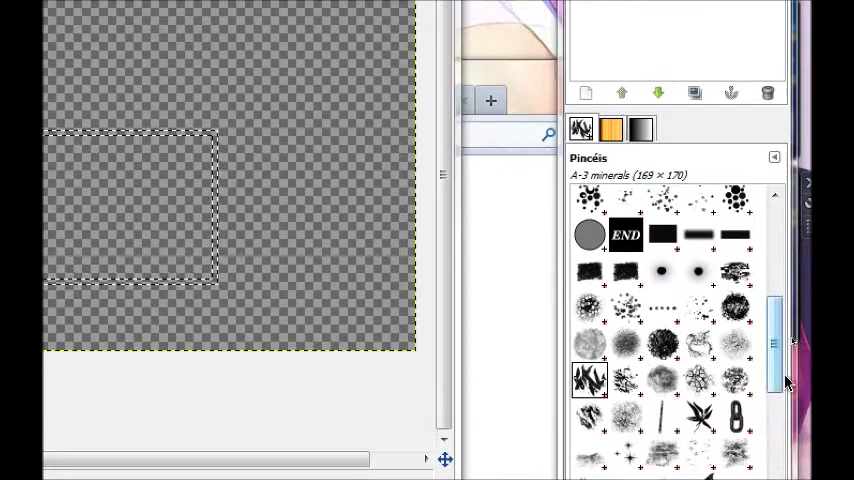 Pincéis
A-3 minerals (169 × 170)
END